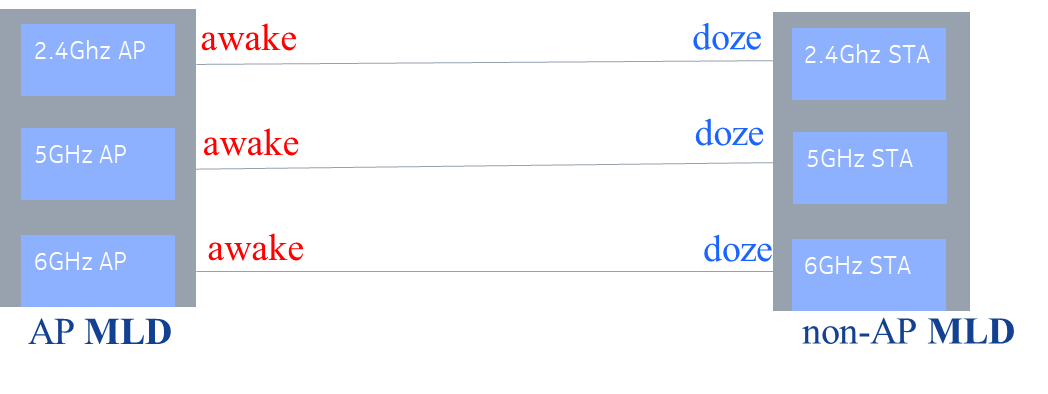 2.4Ghz AP
awake
doze
2.4Ghz STA
5GHz AP
awake
doze
5GHz STA
6GHz AP
awake
doze
6GHz STA
AP MLD
non-AP MLD